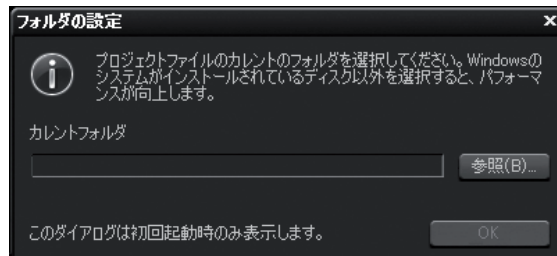 フォルダの設定
x
プロジェクトファイルのカレントのフォルダを選択してください。Windowsの
システムがインストールされているディスク以外を選択すると、パフォーマ
ンスが向上します。
カレントフォルダ
参照(B)...
このダイアログは初回起動時のみ表示します。
OK